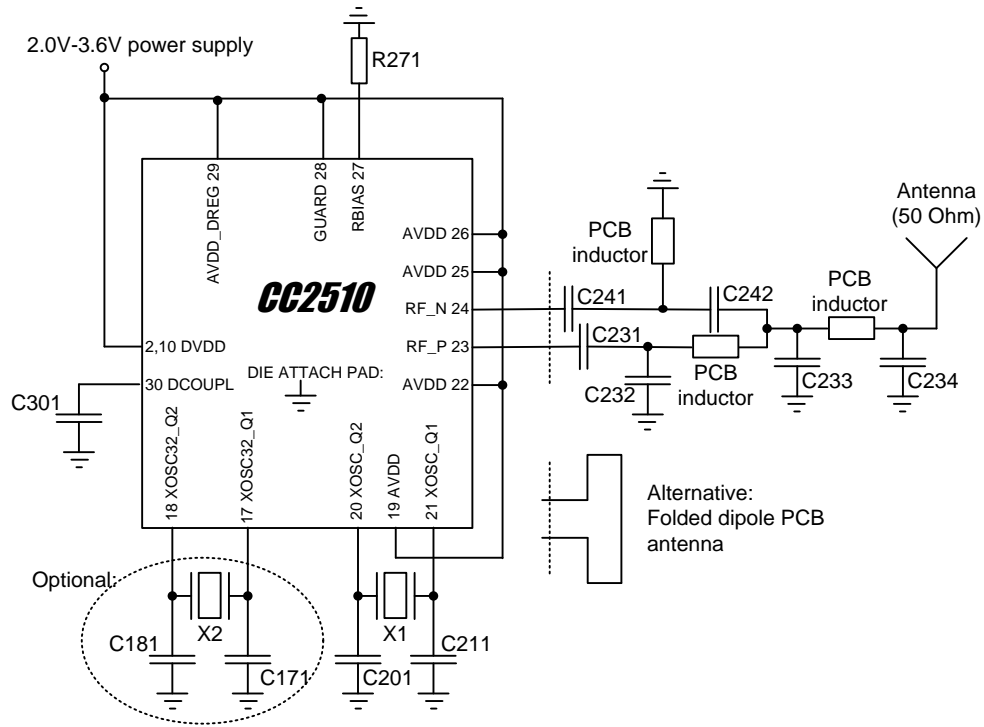 2.0V-3.6V power supply
R271
AVDD_DREG 29
GUARD 28
RBIAS 27
Antenna
(50 Ohm)
PCB
inductor
AVDD 26
AVDD 25
CC2510
RF_N 24
C241
C242
PCB
inductor
RF_P 23
C231
2,10 DVDD
PCB
inductor
C233
C234
30 DCOUPL
DIE ATTACH PAD:
AVDD 22
C232
C301
18 XOSC32_Q2
17 XOSC32_Q1
20 XOSC_Q2
19 AVDD
21 XOSC_Q1
Alternative:
Folded dipole PCB
antenna
Optional:
X2
X1
C181
C171
C201
C211